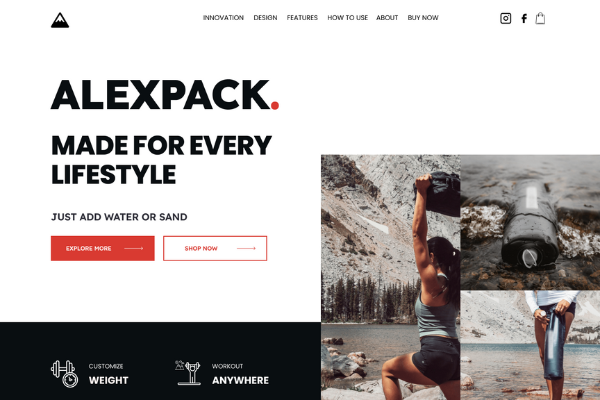 INNOVATION DESIGN FEATURES HOW TO USE ABOUT BUY NOW
ALEXPACK.
MADE FOR EVERY
LIFESTYLE
JUST ADD WATER OR SAND
EXPLORE MORE
SHOP NOW
CUSTOMIZE
WEIGHT
WORKOUT
ANYWHERE